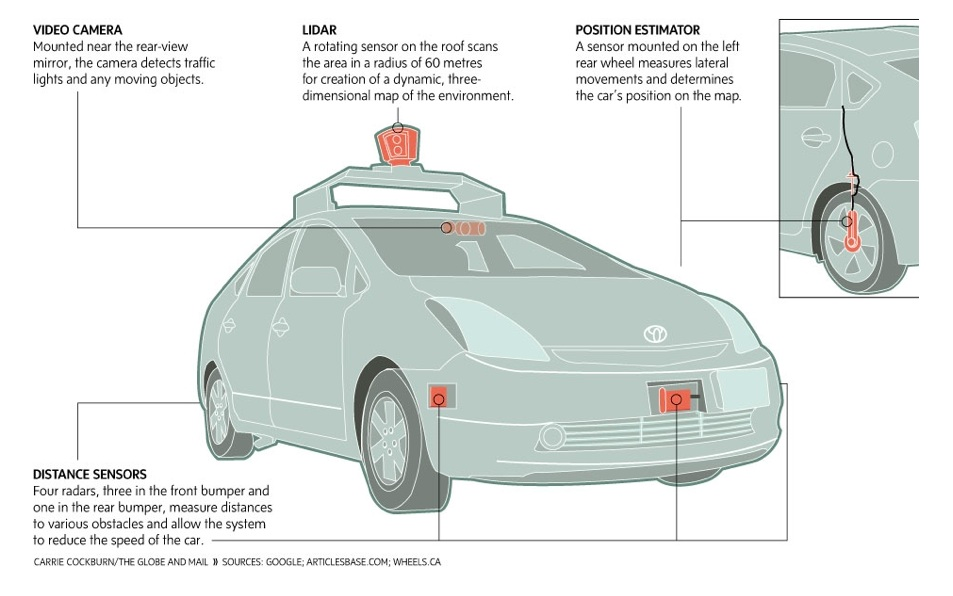 VIDEO CAMERA
Mounted near the rear-view
mirror, the camera detects traffic
lights and any moving objects.
LIDAR
A rotating sensor on the roof scans
the area in a radius of 60 metres
for creation of a dynamic, three-
dimensional map of the environment.
POSITION ESTIMATOR
A sensor mounted on the left
rear wheel measures lateral
movements and determines
the car's position on the map.
DISTANCE SENSORS
Four radars, three in the front bumper and
one in the rear bumper, measure distances
to various obstacles and allow the system
to reduce the speed of the car.
CARRIE COCKBURN/THE GLOBE AND MAIL » SOURCES: GOOGLE; ARTICLESBASE.COM; WHEELS.CA